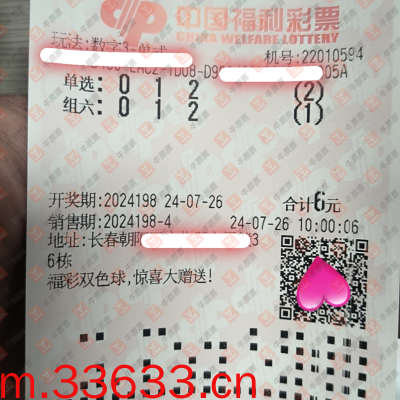 中国福利彩票
CHINA WELFARE LOTTERY
玩法:数字3-单式
机号:22010594
05A
单选: 0 1 2 (2)
组六: 0 1 2 (1)
开奖期:2024198 24-07-26 合计6元
销售期:2024198-4 24-07-26 10:00:06
地址:长春朝
6栋
福彩双色球,惊喜大赠送!
m.33633.cn